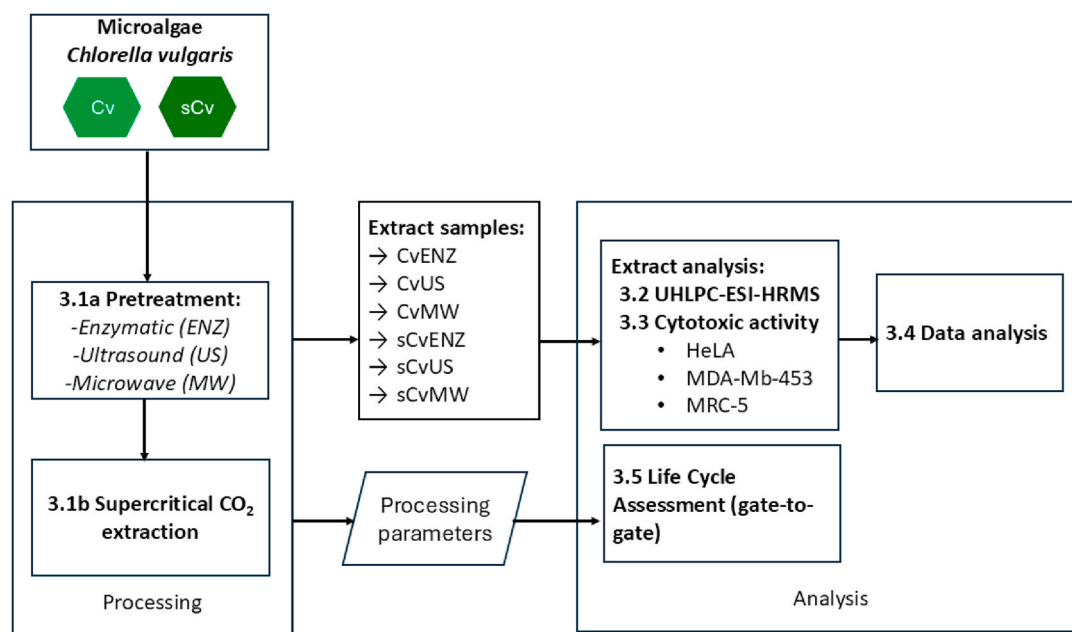 Microalgae
Chlorella vulgaris
Cv
sCv
3.1a Pretreatment:
-Enzymatic (ENZ)
-Ultrasound (US)
-Microwave (MW)
3.1b Supercritical CO₂
extraction
Processing
Extract samples:
→ CvENZ
→ CvUS
→ CvMW
→ sCvENZ
→ sCvUS
→ sCvMW
Processing
parameters
Extract analysis:
3.2 UHLPC-ESI-HRMS
3.3 Cytotoxic activity
• HeLA
• MDA-Mb-453
• MRC-5
3.4 Data analysis
3.5 Life Cycle
Assessment (gate-to-
gate)
Analysis